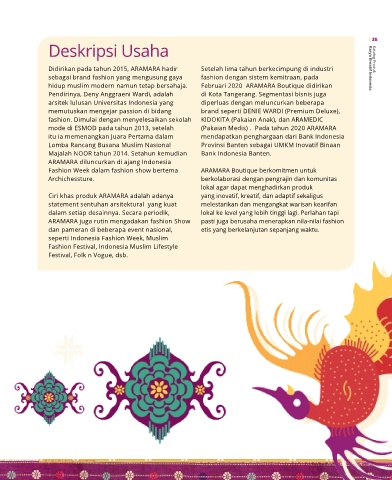 38
Katalog Produk
Karya Kreatif Indonesia
Deskripsi Usaha
Didirikan pada tahun 2015, ARAMARA hadir
sebagai brand fashion yang mengusung gaya
hidup muslim modern namun tetap bersahaja.
Pendirinya, Deny Anggraeni Wardi, adalah
arsitek lulusan Universitas Indonesia yang
memutuskan mengejar passion di bidang
fashion. Dimulai dengan menyelesaikan sekolah
mode di ESMOD pada tahun 2013, setelah
itu ia memenangkan Juara Pertama dalam
Lomba Rancang Busana Muslim Nasional
Majalah NOOR tahun 2014. Setahun kemudian
ARAMARA diluncurkan di ajang Indonesia
Fashion Week dalam fashion show bertema
Archichessture.
Ciri khas produk ARAMARA adalah adanya
statement sentuhan arsitektural yang kuat
dalam setiap desainnya. Secara periodik,
ARAMARA juga rutin mengadakan fashion Show
dan pameran di beberapa event nasional,
seperti Indonesia Fashion Week, Muslim
Fashion Festival, Indonesia Muslim Lifestyle
Festival, Folk n Vogue, dsb.
Setelah lima tahun berkecimpung di industri
fashion dengan sistem kemitraan, pada
Februari 2020 ARAMARA Boutique didirikan
di Kota Tangerang. Segmentasi bisnis juga
diperluas dengan meluncurkan beberapa
brand seperti DENIE WARDI (Premium Deluxe),
KIDOKITA (Pakaian Anak), dan ARAMEDIC
(Pakaian Medis) . Pada tahun 2020 ARAMARA
mendapatkan penghargaan dari Bank Indonesia
Provinsi Banten sebagai UMKM Inovatif Binaan
Bank Indonesia Banten.
ARAMARA Boutique berkomitmen untuk
berkolaborasi dengan pengrajin dan komunitas
lokal agar dapat menghadirkan produk
yang inovatif, kreatif, dan adaptif sekaligus
melestarikan dan mengangkat warisan kearifan
lokal ke level yang lebih tinggi lagi. Perlahan tapi
pasti juga berusaha menerapkan nila-nilai fashion
etis yang berkelanjutan sepanjang waktu.